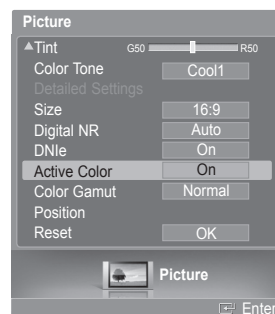 Picture
▲Tint G50 R50
Color Tone Cool1
Detailed Settings
Size 16:9
Digital NR Auto
DNIe On
Active Color On
Color Gamut Normal
Position
Reset OK
Picture
Enter